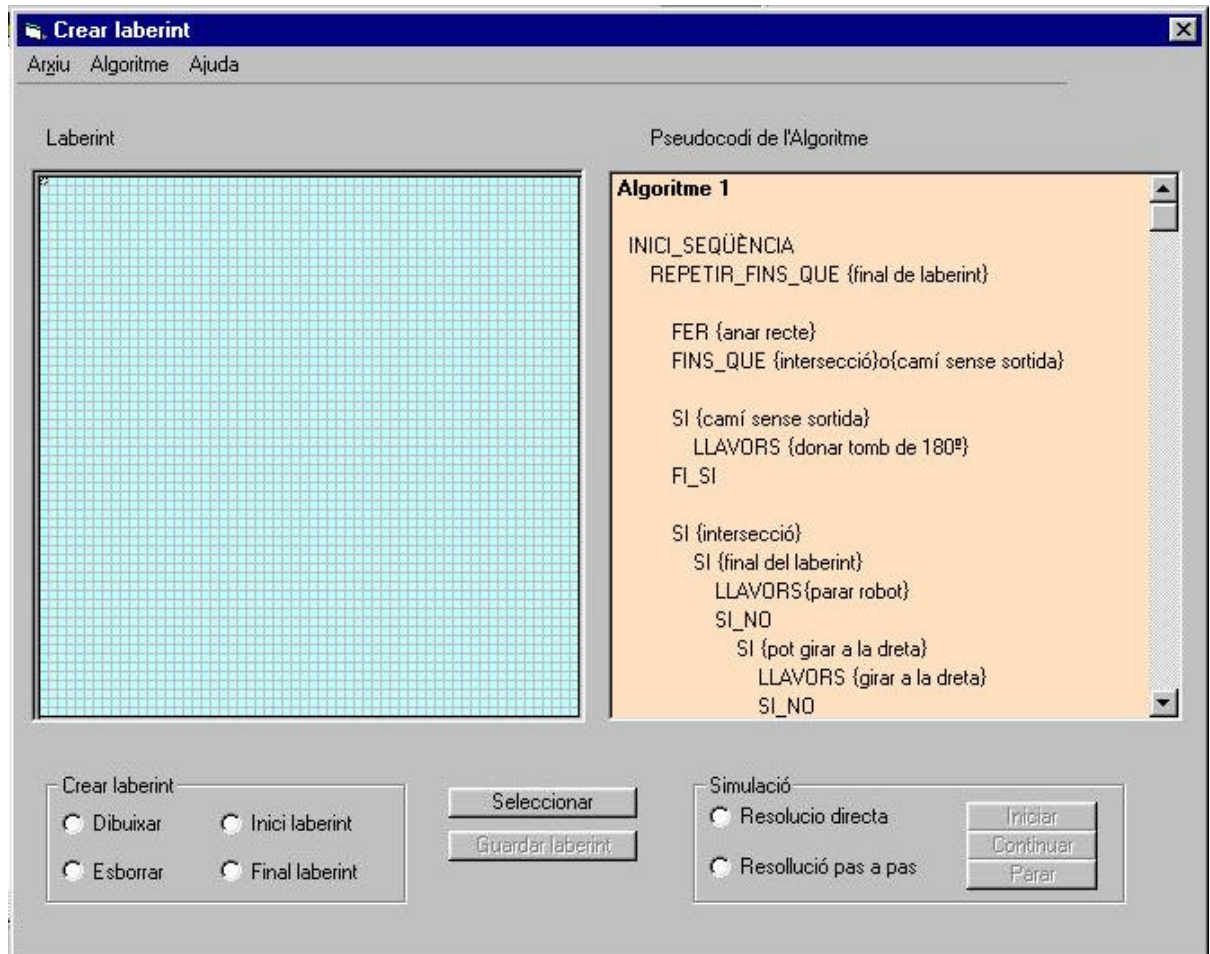 Crear laberint
Arxiu Algoritme Ajuda
Laberint
Pseudocodi de l'Algoritme
Algoritme 1
INICI_SEQÜÈNCIA
REPETIR_FINS_QUE {final de laberint}
FER {anar recte}
FINS_QUE {intersecció}o{camí sense sortida}
SI {camí sense sortida}
LLAVORS {donar tomb de 180º}
FI_SI
SI {intersecció}
SI {final del laberint}
LLAVORS{parar robot}
SI_NO
SI {pot girar a la dreta}
LLAVORS {girar a la dreta}
SI_NO
Crear laberint
Dibuixar
Inici laberint
Esborrar
Final laberint
Seleccionar
Guardar laberint
Simulació
Resolucio directa
Resollució pas a pas
Iniciar
Continuar
Parar